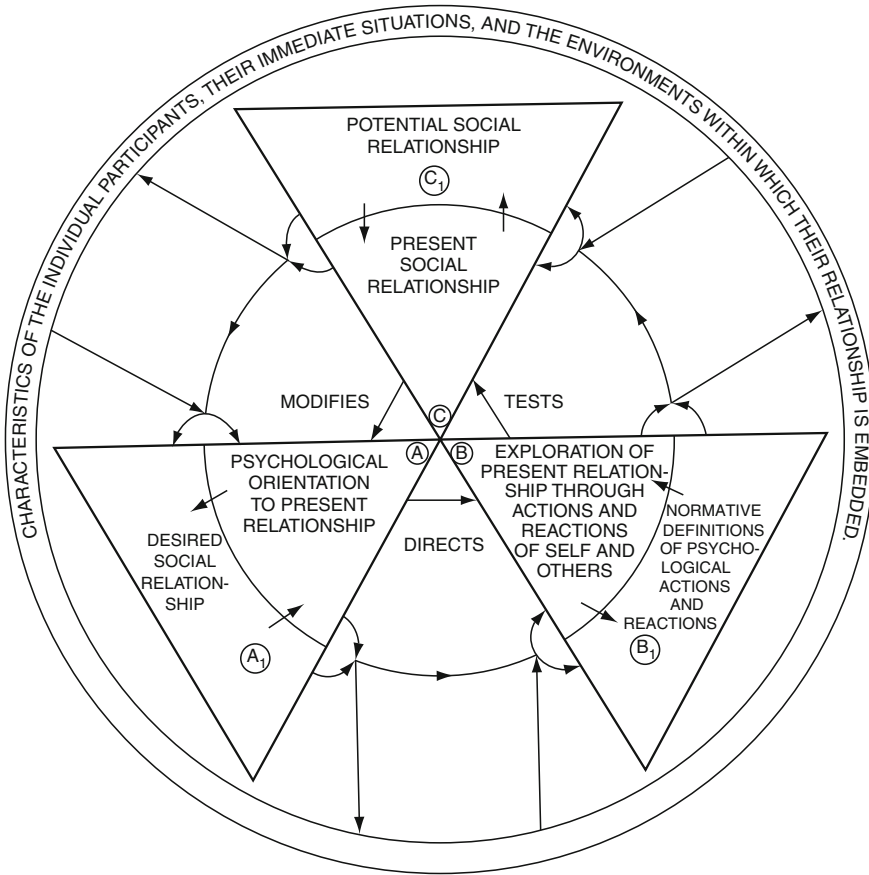 CHARACTERISTICS OF THE INDIVIDUAL PARTICIPANTS, THEIR IMMEDIATE SITUATIONS, AND THE ENVIRONMENTS WITHIN WHICH THEIR RELATIONSHIP IS EMBEDDED.
POTENTIAL SOCIAL
RELATIONSHIP
C1
PRESENT
SOCIAL
RELATIONSHIP
MODIFIES
TESTS
C
A
B
PSYCHOLOGICAL
ORIENTATION
TO PRESENT
RELATIONSHIP
DESIRED
SOCIAL
RELATION-
SHIP
A1
DIRECTS
EXPLORATION OF
PRESENT RELATION-
SHIP THROUGH
ACTIONS AND
REACTIONS
OF SELF AND
OTHERS
NORMATIVE
DEFINITIONS
OF PSYCHO-
LOGICAL
ACTIONS
AND
REACTIONS
B1